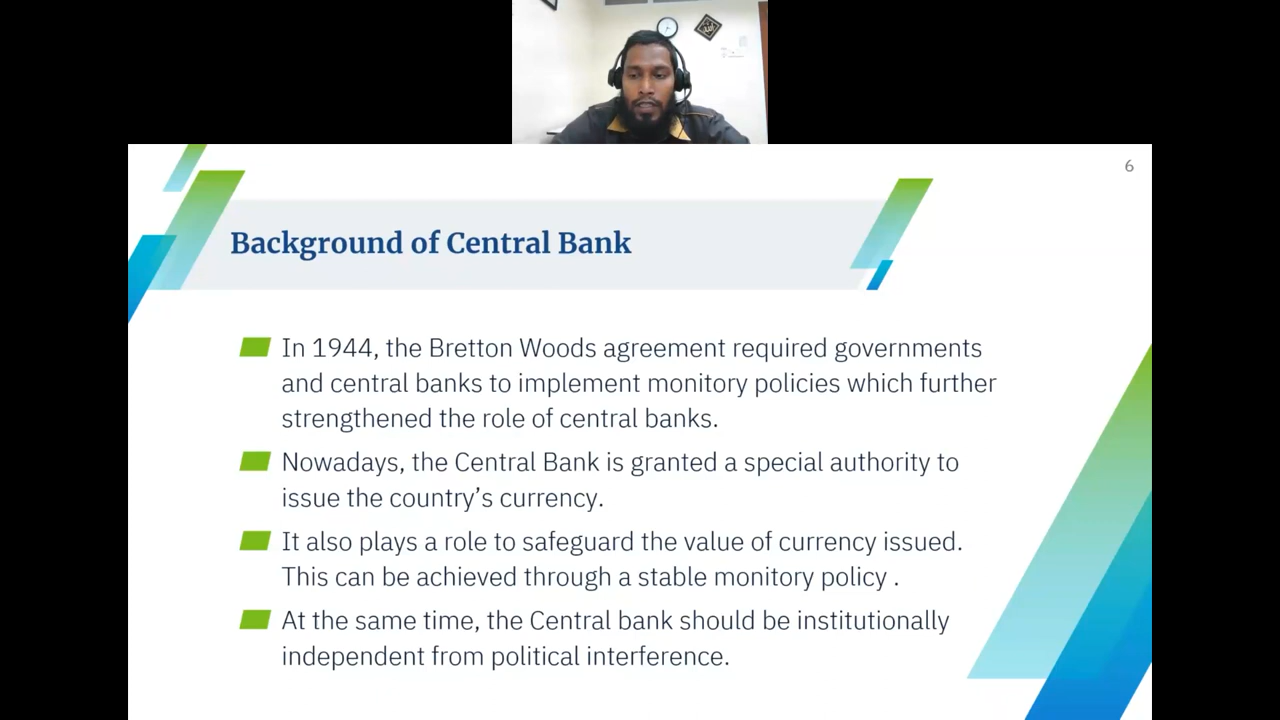 6
Background of Central Bank
In 1944, the Bretton Woods agreement required governments
and central banks to implement monitory policies which further
strengthened the role of central banks.
Nowadays, the Central Bank is granted a special authority to
issue the country’s currency.
It also plays a role to safeguard the value of currency issued.
This can be achieved through a stable monitory policy .
At the same time, the Central bank should be institutionally
independent from political interference.